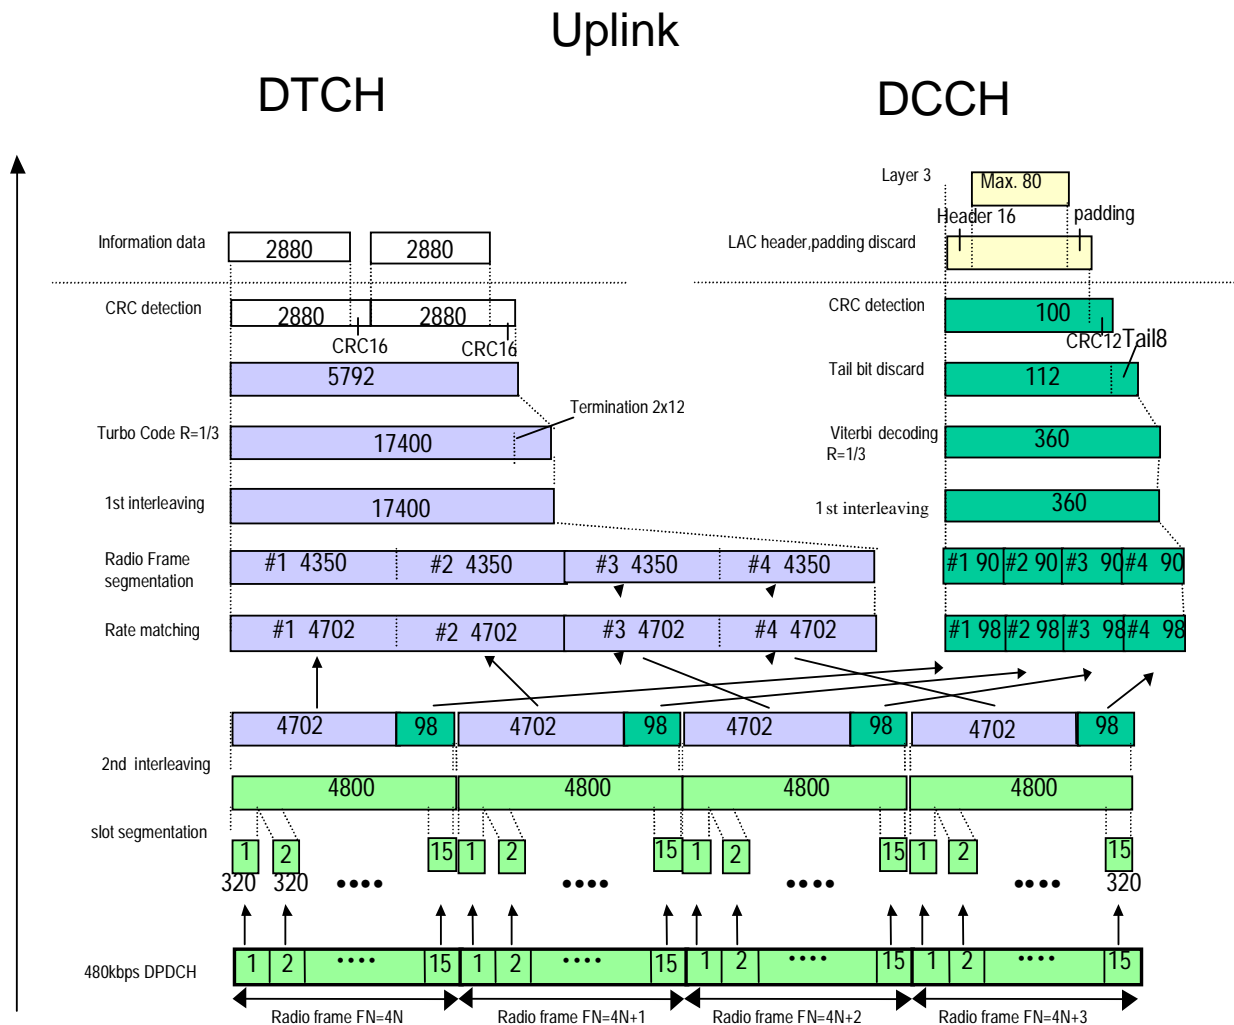 Uplink
DTCH
DCCH
Layer 3
Max. 80
Header 16
padding
Information data
2880
2880
LAC header,padding discard
CRC detection
2880
2880
CRC16
CRC16
CRC detection
100
CRC12
Tail8
5792
Tail bit discard
112
Termination 2x12
Turbo Code R=1/3
17400
Viterbi decoding
R=1/3
360
1st interleaving
17400
1st interleaving
360
Radio Frame
segmentation
#1 4350
#2 4350
#3 4350
#4 4350
#1 90
#2 90
#3 90
#4 90
Rate matching
#1 4702
#2 4702
#3 4702
#4 4702
#1 98
#2 98
#3 98
#4 98
4702
98
4702
98
4702
98
4702
98
2nd interleaving
4800
4800
4800
4800
slot segmentation
1
2
15
1
2
15
1
2
15
1
2
15
320
320
••••
••••
••••
••••
320
480kbps DPDCH
1
2
••••
15
1
2
••••
15
1
2
••••
15
1
2
••••
15
Radio frame FN=4N
Radio frame FN=4N+1
Radio frame FN=4N+2
Radio frame FN=4N+3